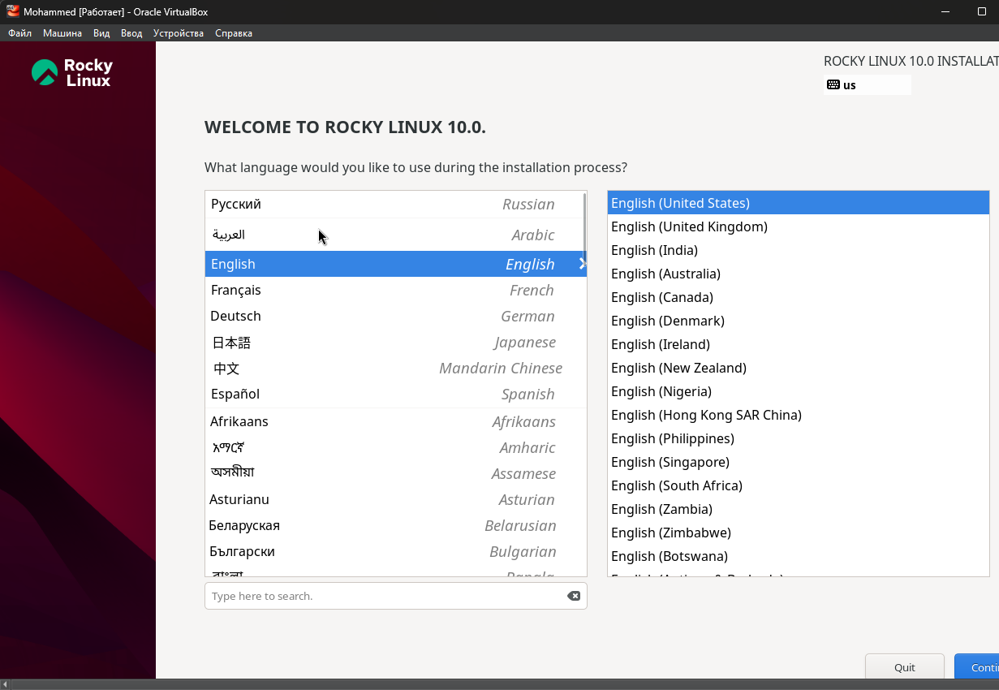 Mohammed [Работает] - Oracle VirtualBox
Файл Машина Вид Ввод Устройства Справка
Rocky
Linux
ROCKY LINUX 10.0 INSTALLAT
us
WELCOME TO ROCKY LINUX 10.0.
What language would you like to use during the installation process?
Русский Russian
العربية Arabic
English English
Français French
Deutsch German
日本語 Japanese
中文 Mandarin Chinese
Español Spanish
Afrikaans Afrikaans
አማርኛ Amharic
অসমীয়া Assamese
Asturianu Asturian
Беларуская Belarusian
Български Bulgarian
বাংলা Bangla
English (United States)
English (United Kingdom)
English (India)
English (Australia)
English (Canada)
English (Denmark)
English (Ireland)
English (New Zealand)
English (Nigeria)
English (Hong Kong SAR China)
English (Philippines)
English (Singapore)
English (South Africa)
English (Zambia)
English (Zimbabwe)
English (Botswana)
English (Antigua & Barbuda)
Type here to search.
Quit
Conti